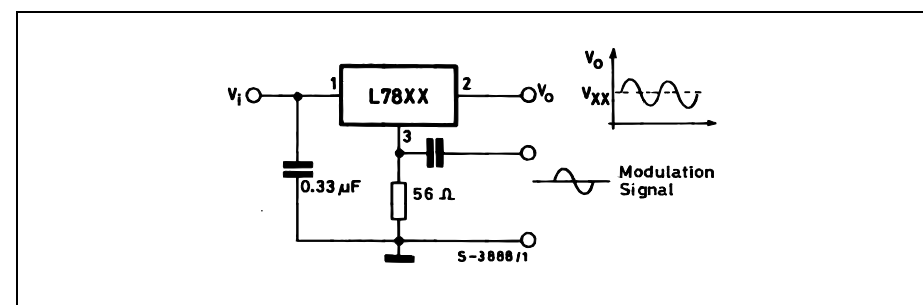 Vo
Vi
1
L78XX
2
Vo
VXX
3
0.33 µF
56 Ω
Modulation
Signal
S-3888/1